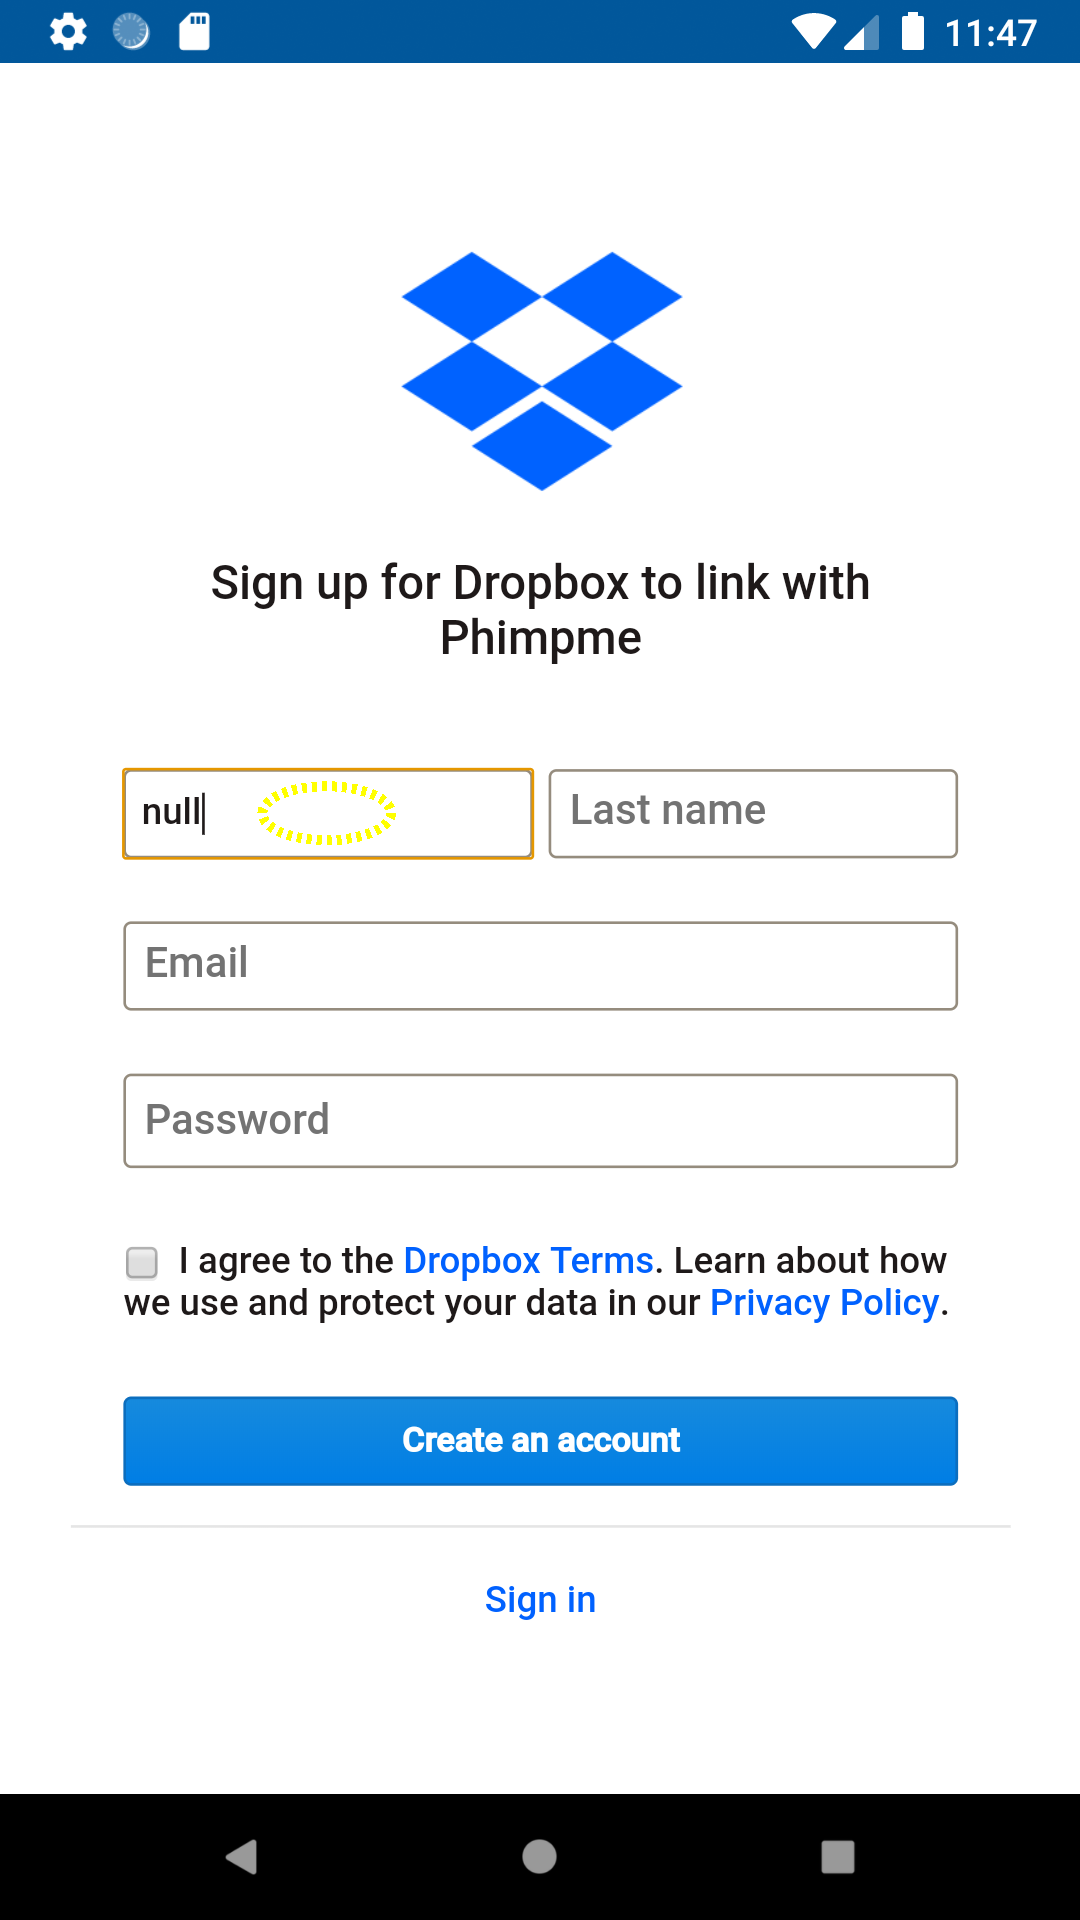 11:47
Sign up for Dropbox to link with
Phimpme
null Last name
Email
Password
I agree to the Dropbox Terms. Learn about how
we use and protect your data in our Privacy Policy.
Create an account
Sign in